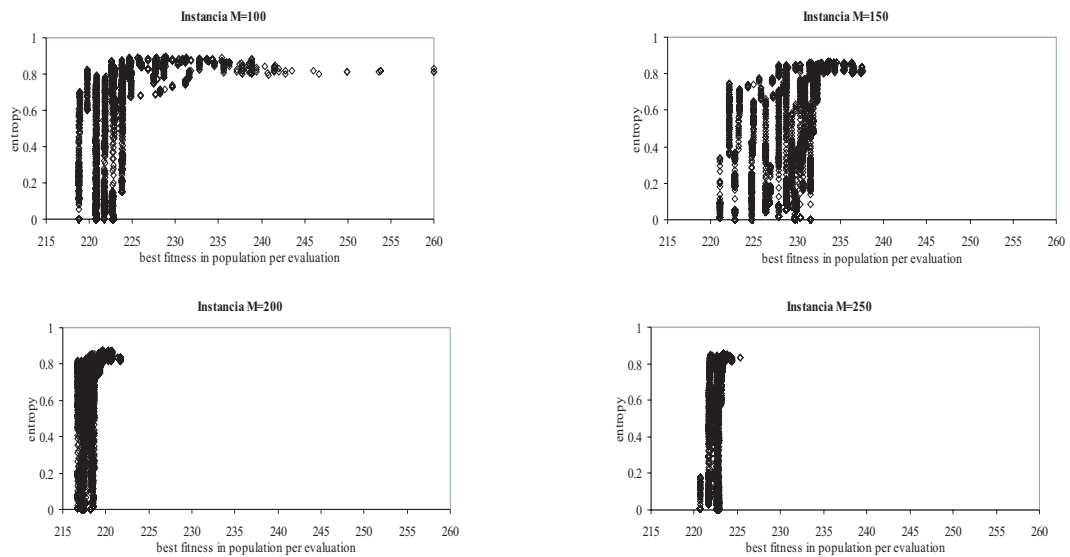 Instancia M=100
1
0.8
0.6
0.4
0.2
0
entropy
215 220 225 230 235 240 245 250 255 260
best fitness in population per evaluation
Instancia M=150
1
0.8
0.6
0.4
0.2
0
entropy
215 220 225 230 235 240 245 250 255 260
best fitness in population per evaluation
Instancia M=200
1
0.8
0.6
0.4
0.2
0
entropy
215 220 225 230 235 240 245 250 255 260
best fitness in population per evaluation
Instancia M=250
1
0.8
0.6
0.4
0.2
0
entropy
215 220 225 230 235 240 245 250 255 260
best fitness in population per evaluation